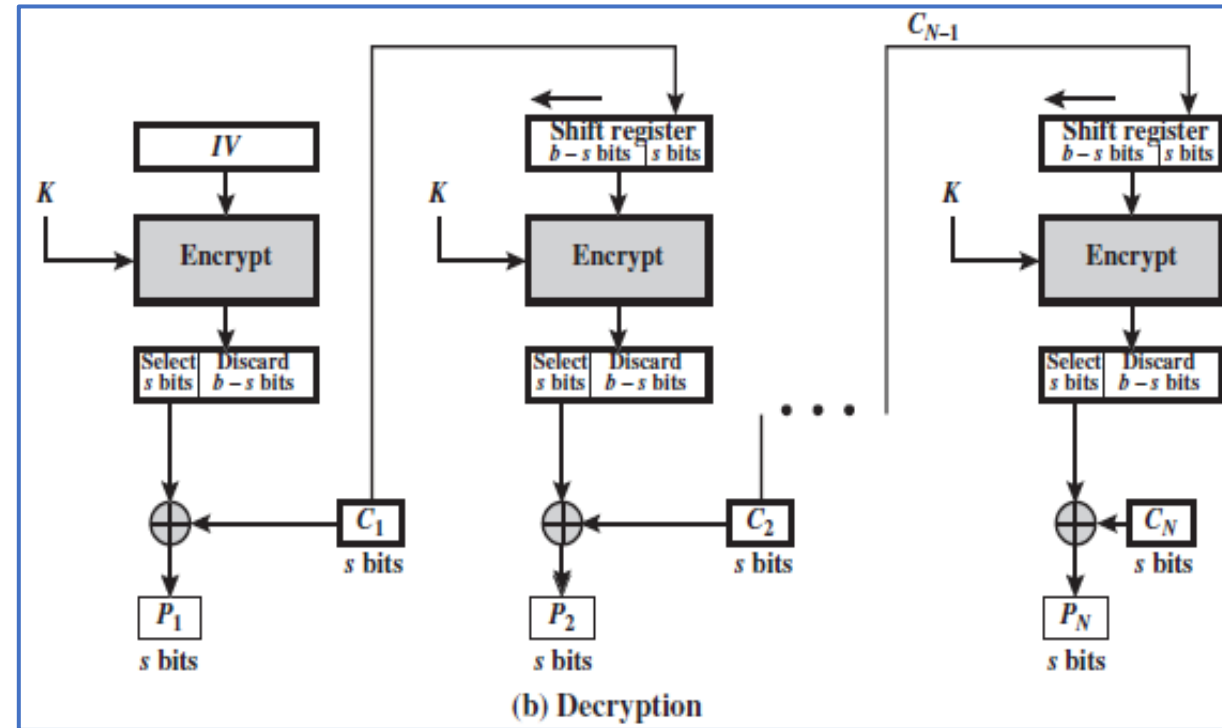 C_{N-1}
Shift register
b – s bits s bits
Shift register
b – s bits s bits
IV
K
K
K
Encrypt
Encrypt
Encrypt
Select Discard
s bits b – s bits
Select Discard
s bits b – s bits
Select Discard
s bits b – s bits
C_1
C_2
C_N
s bits
s bits
s bits
P_1
P_2
P_N
s bits
s bits
s bits
(b) Decryption